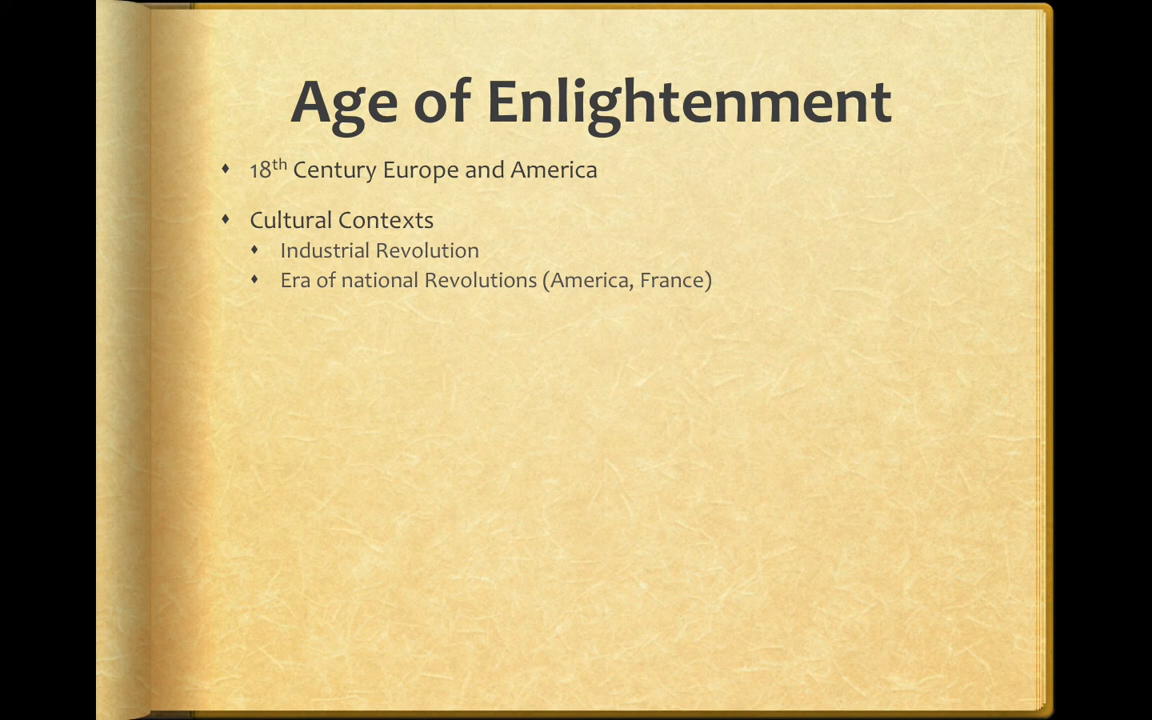 Age of Enlightenment
♦ 18th Century Europe and America
♦ Cultural Contexts
♦ Industrial Revolution
♦ Era of national Revolutions (America, France)